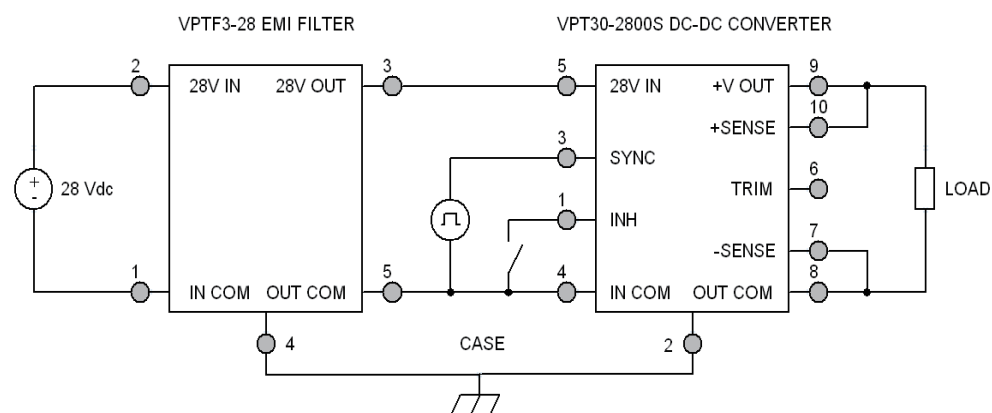 VPTF3-28 EMI FILTER
VPT30-2800S DC-DC CONVERTER
2 3 5 9
28V IN 28V OUT 28V IN +V OUT
10
+SENSE
3
SYNC
6
+
-
28 Vdc
TRIM
LOAD
1
INH
7
-SENSE
1 5 4 8
IN COM OUT COM IN COM OUT COM
4 CASE 2